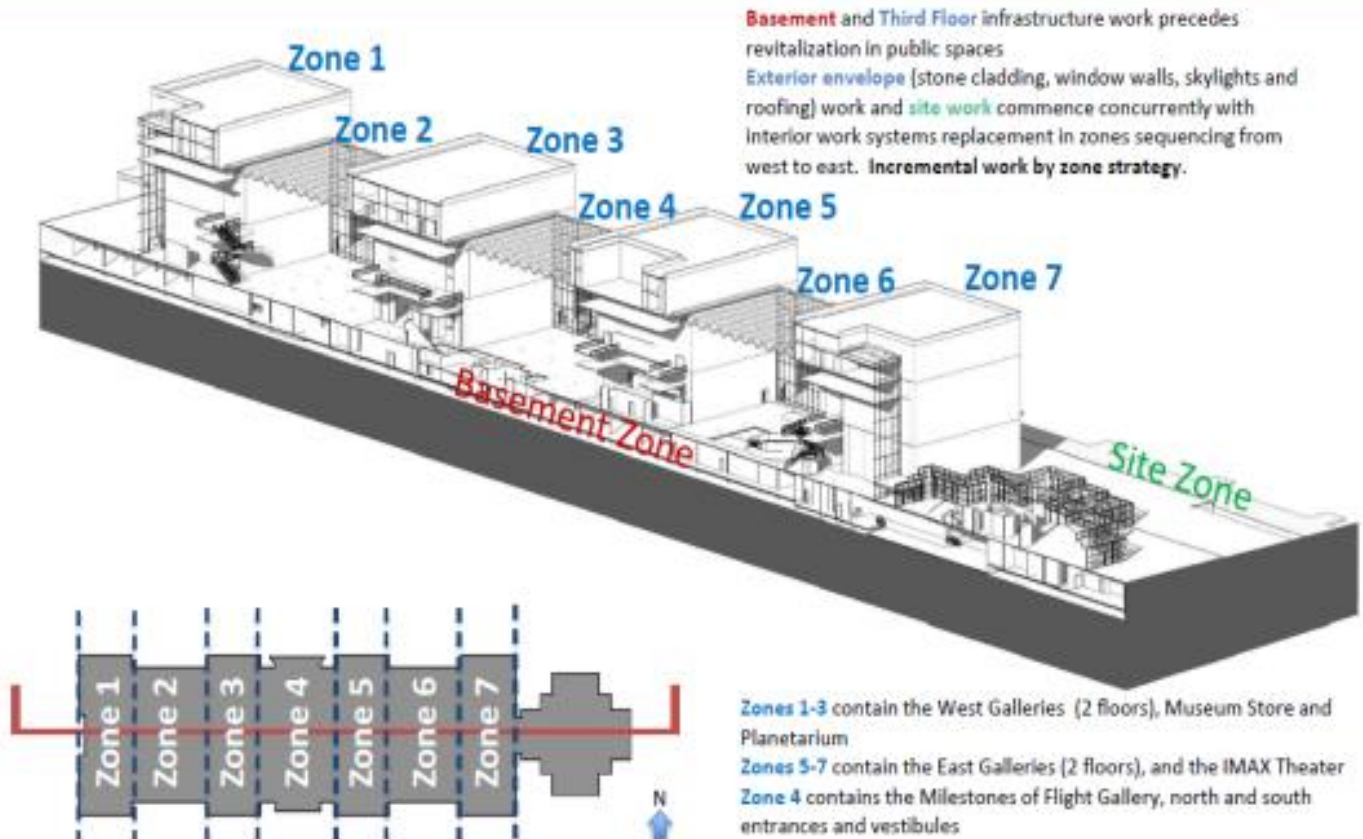 Basement and Third Floor infrastructure work precedes
revitalization in public spaces
Exterior envelope (stone cladding, window walls, skylights and
roofing) work and site work commence concurrently with
interior work systems replacement in zones sequencing from
west to east. Incremental work by zone strategy.
Zone 1
Zone 2
Zone 3
Zone 4
Zone 5
Zone 6
Zone 7
Basement Zone
Site Zone
Zone 1
Zone 2
Zone 3
Zone 4
Zone 5
Zone 6
Zone 7
N
Zones 1-3 contain the West Galleries (2 floors), Museum Store and
Planetarium
Zones 5-7 contain the East Galleries (2 floors), and the IMAX Theater
Zone 4 contains the Milestones of Flight Gallery, north and south
entrances and vestibules